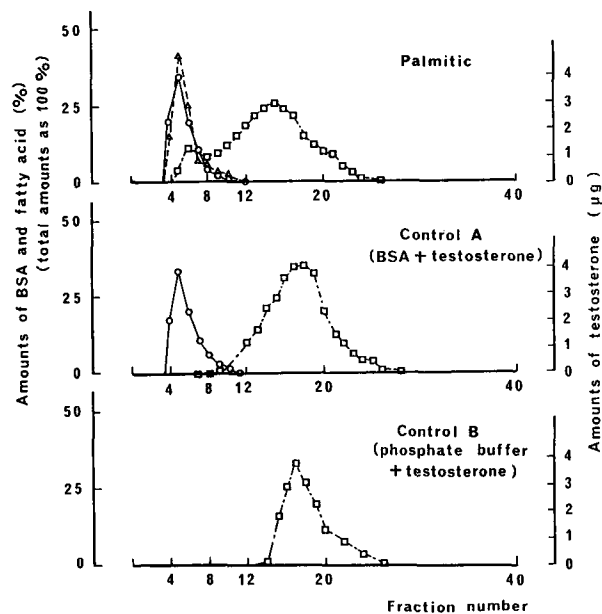 Amounts of BSA and fatty acid (%)
(total amounts as 100 %)
Amounts of testosterone (µg)
50
25
0
Palmitic
4
3
2
1
0
4 8 12 20 40
50
25
0
Control A
(BSA + testosterone)
4
3
2
1
0
4 8 12 20 40
50
25
0
Control B
(phosphate buffer
+ testosterone)
4
3
2
1
0
4 8 12 20 40
Fraction number